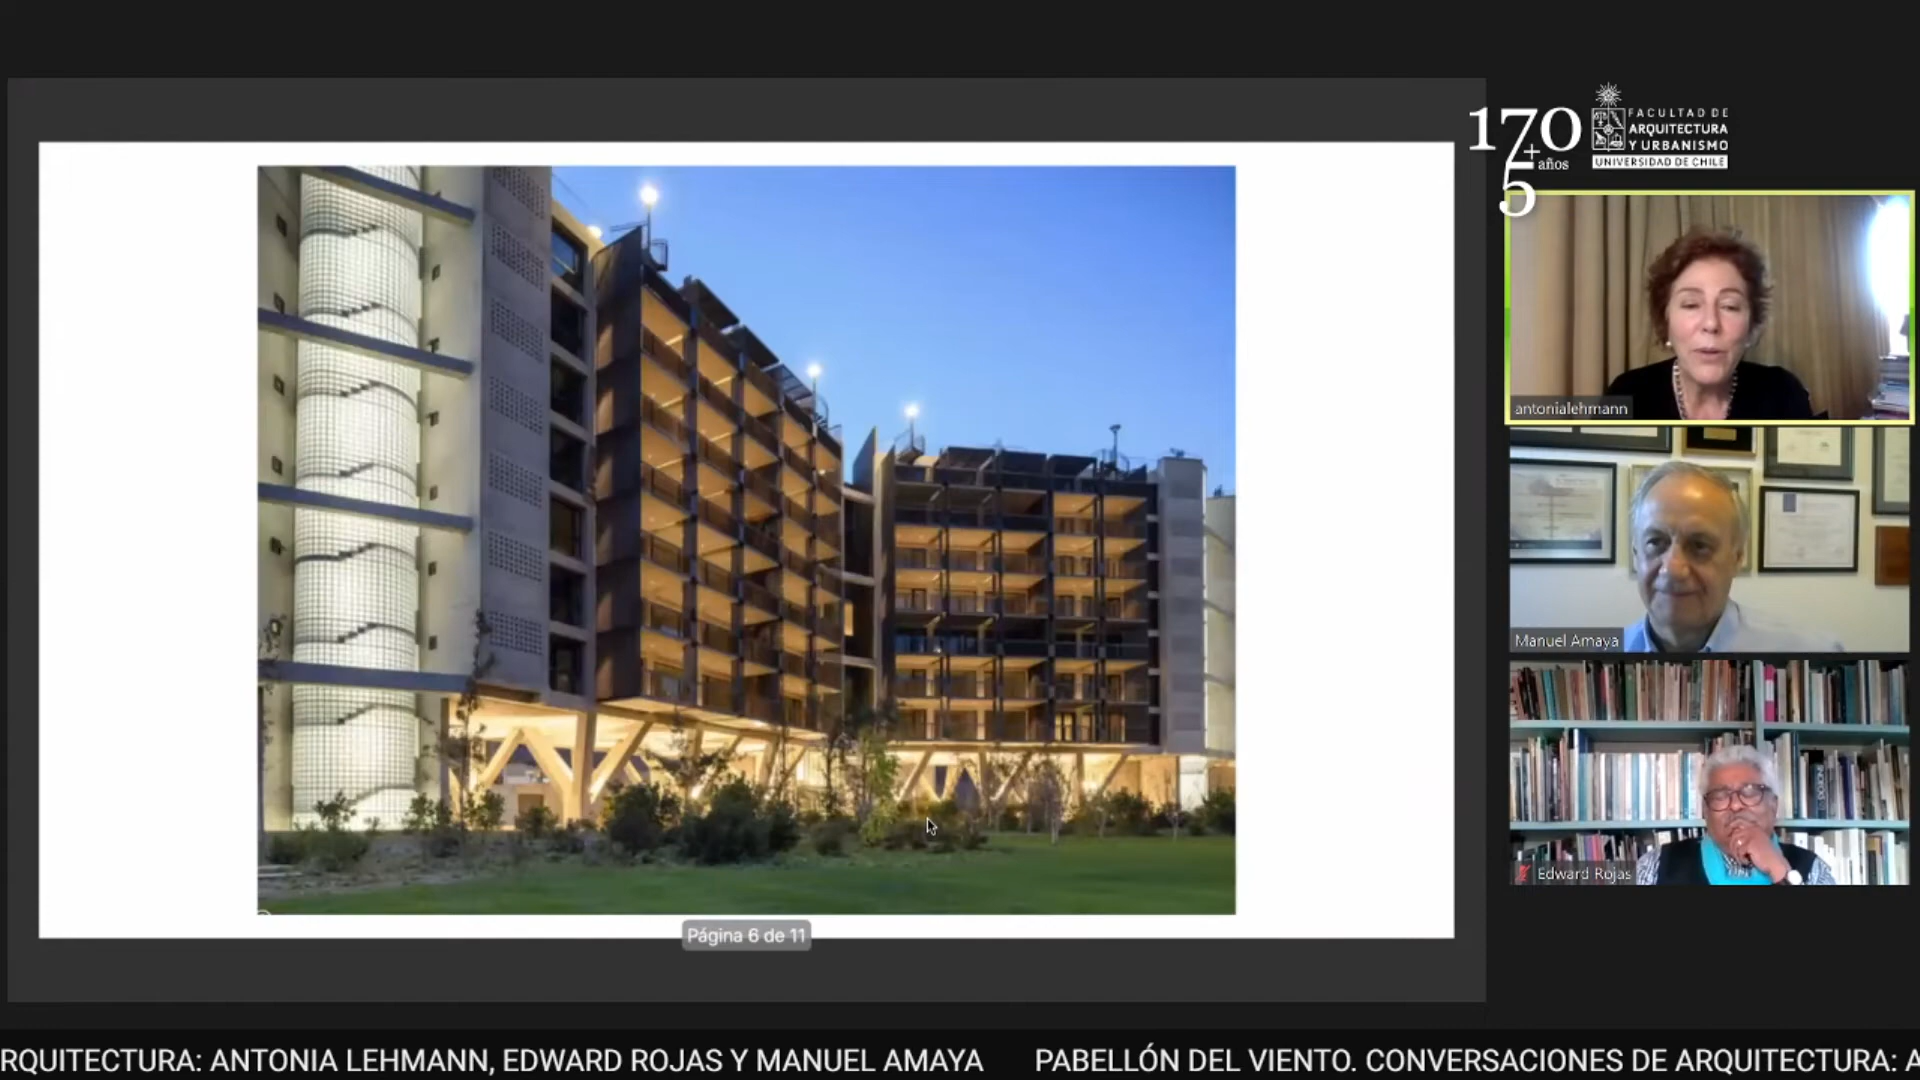 170
+5
años
FACULTAD DE
ARQUITECTURA
Y URBANISMO
UNIVERSIDAD DE CHILE
antonialehmann
Manuel Amaya
Edward Rojas
Página 6 de 11
RQUITECTURA: ANTONIA LEHMANN, EDWARD ROJAS Y MANUEL AMAYA PABELLÓN DEL VIENTO. CONVERSACIONES DE ARQUITECTURA: A